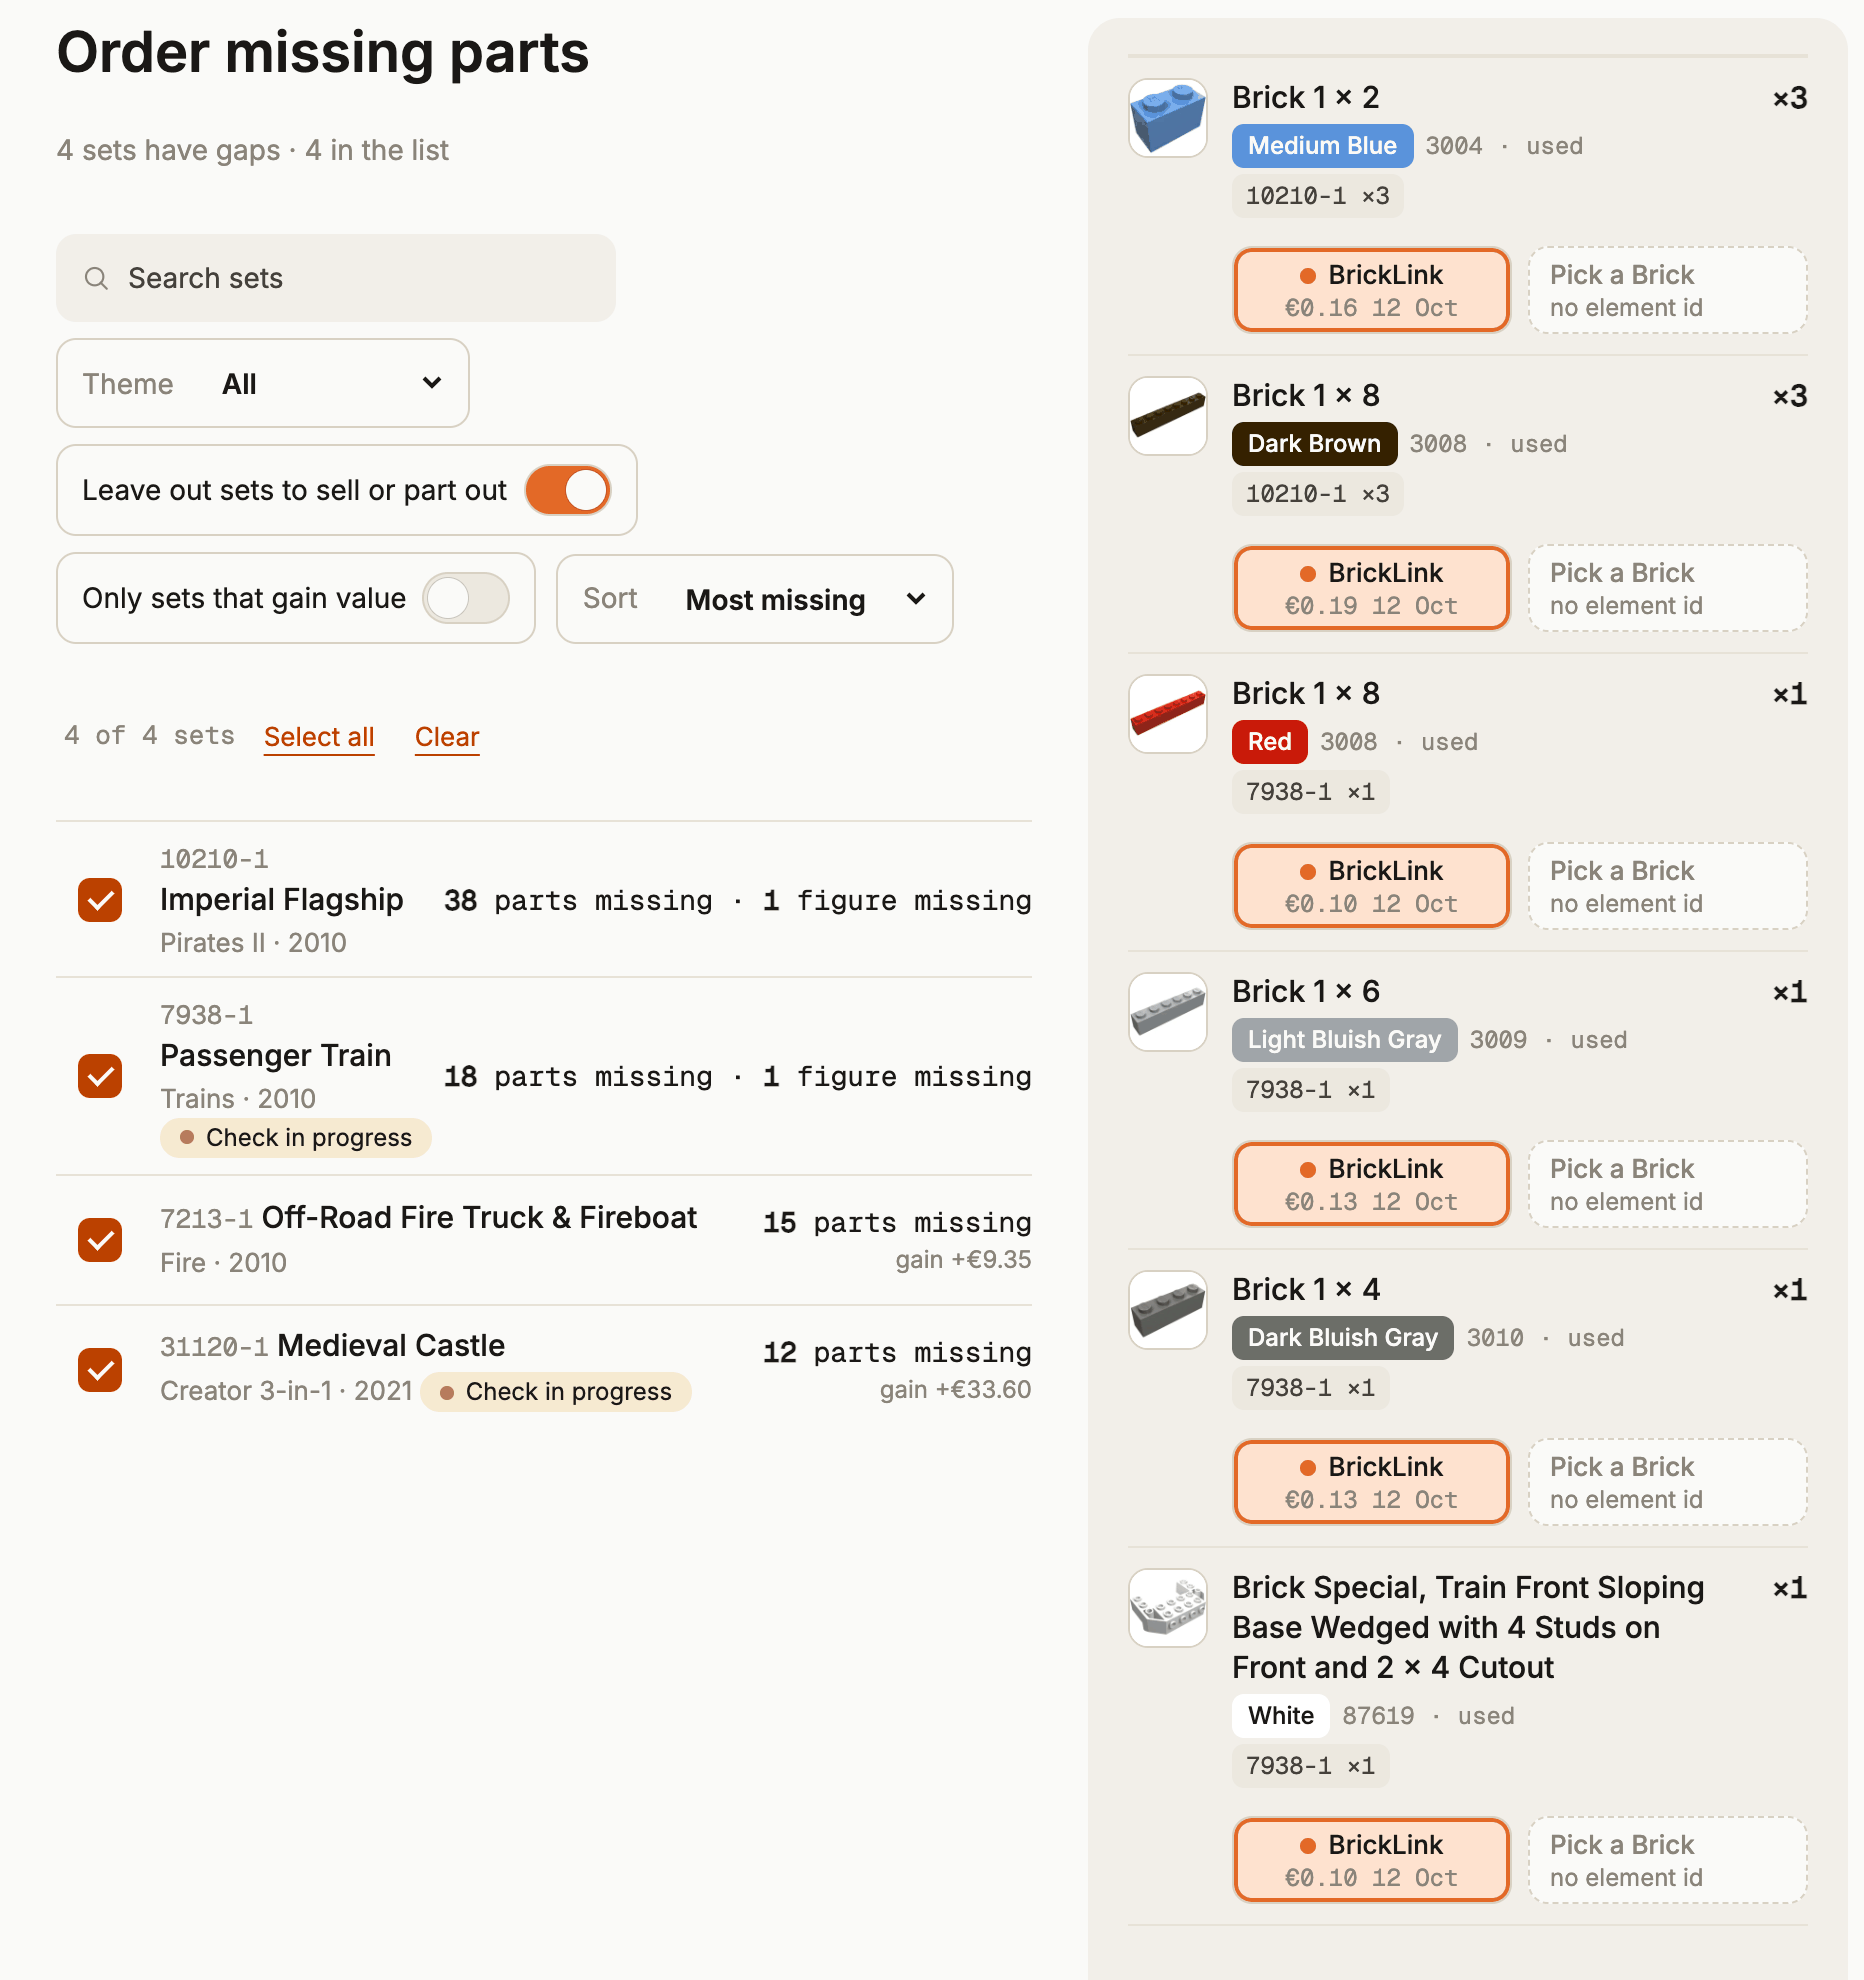 Order missing parts
4 sets have gaps · 4 in the list
Search sets
Theme All
Leave out sets to sell or part out
Only sets that gain value
Sort Most missing
4 of 4 sets Select all Clear
10210-1
Imperial Flagship
Pirates II · 2010
38 parts missing · 1 figure missing
7938-1
Passenger Train
Trains · 2010
Check in progress
18 parts missing · 1 figure missing
7213-1 Off-Road Fire Truck & Fireboat
Fire · 2010
15 parts missing
gain +€9.35
31120-1 Medieval Castle
Creator 3-in-1 · 2021 Check in progress
12 parts missing
gain +€33.60
Brick 1 × 2 ×3
Medium Blue 3004 · used
10210-1 ×3
BrickLink
€0.16 12 Oct
Pick a Brick
no element id
Brick 1 × 8 ×3
Dark Brown 3008 · used
10210-1 ×3
BrickLink
€0.19 12 Oct
Pick a Brick
no element id
Brick 1 × 8 ×1
Red 3008 · used
7938-1 ×1
BrickLink
€0.10 12 Oct
Pick a Brick
no element id
Brick 1 × 6 ×1
Light Bluish Gray 3009 · used
7938-1 ×1
BrickLink
€0.13 12 Oct
Pick a Brick
no element id
Brick 1 × 4 ×1
Dark Bluish Gray 3010 · used
7938-1 ×1
BrickLink
€0.13 12 Oct
Pick a Brick
no element id
Brick Special, Train Front Sloping ×1
Base Wedged with 4 Studs on
Front and 2 × 4 Cutout
White 87619 · used
7938-1 ×1
BrickLink
€0.10 12 Oct
Pick a Brick
no element id